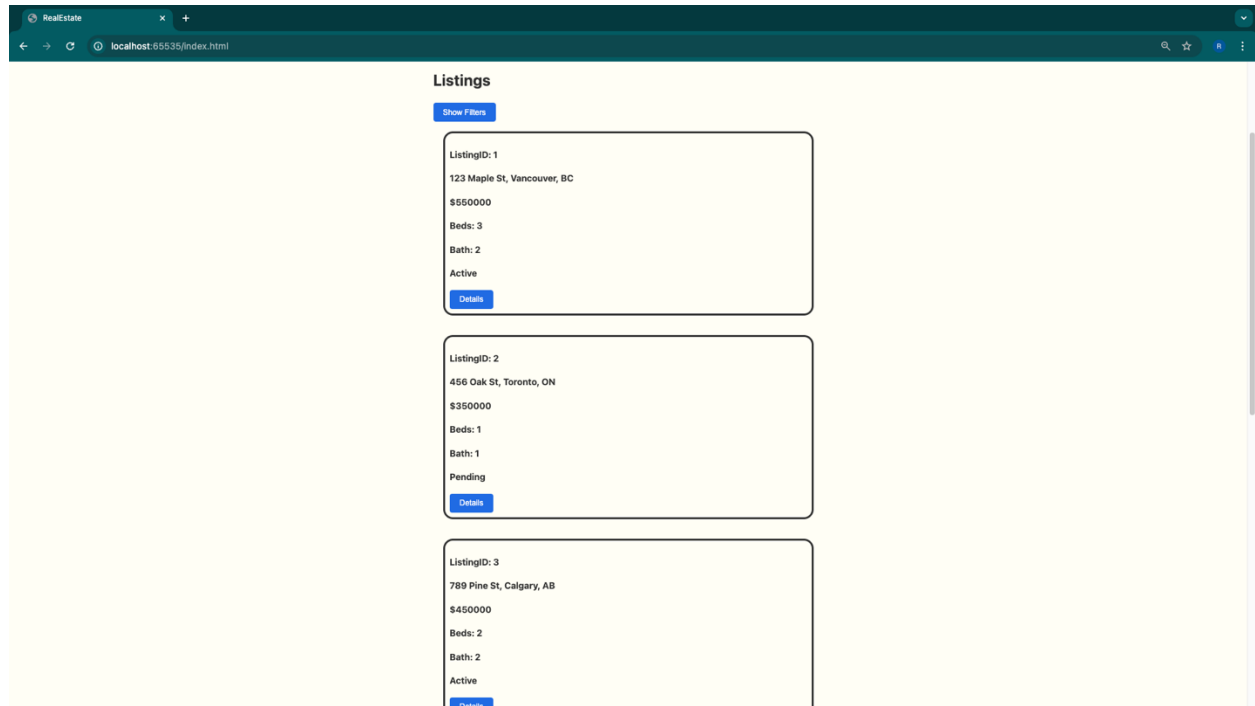 RealEstate
localhost:65535/index.html
R
Listings
Show Filters
ListingID: 1
123 Maple St, Vancouver, BC
$550000
Beds: 3
Bath: 2
Active
Details
ListingID: 2
456 Oak St, Toronto, ON
$350000
Beds: 1
Bath: 1
Pending
Details
ListingID: 3
789 Pine St, Calgary, AB
$450000
Beds: 2
Bath: 2
Active
Details